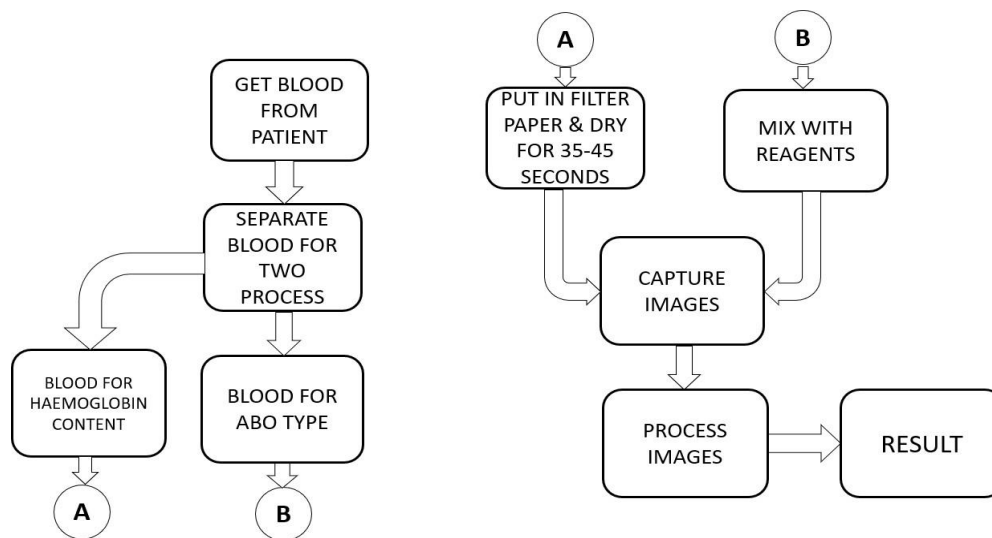 GET BLOOD
FROM
PATIENT
SEPARATE
BLOOD FOR
TWO
PROCESS
BLOOD FOR
HAEMOGLOBIN
CONTENT
BLOOD FOR
ABO TYPE
A
B
A
B
PUT IN FILTER
PAPER & DRY
FOR 35-45
SECONDS
MIX WITH
REAGENTS
CAPTURE
IMAGES
PROCESS
IMAGES
RESULT